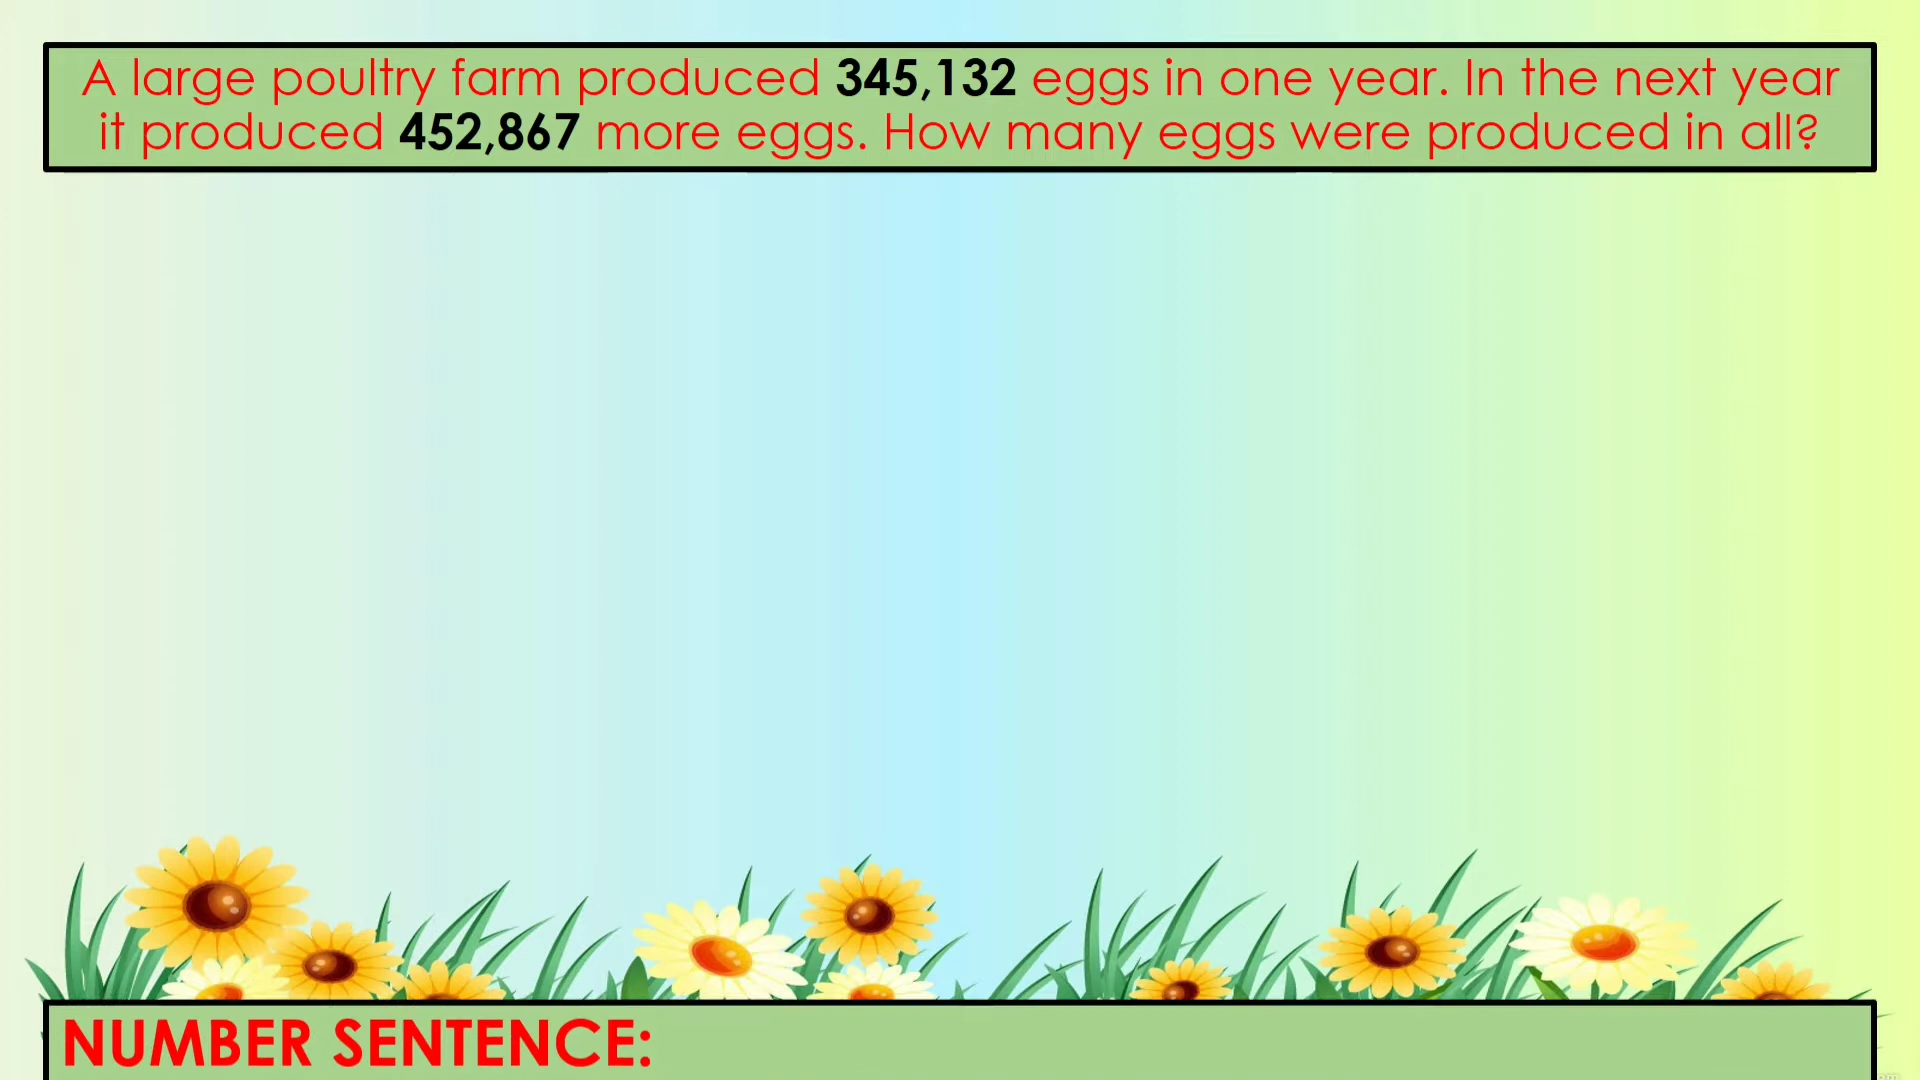 A large poultry farm produced 345,132 eggs in one year. In the next year
it produced 452,867 more eggs. How many eggs were produced in all?
NUMBER SENTENCE: